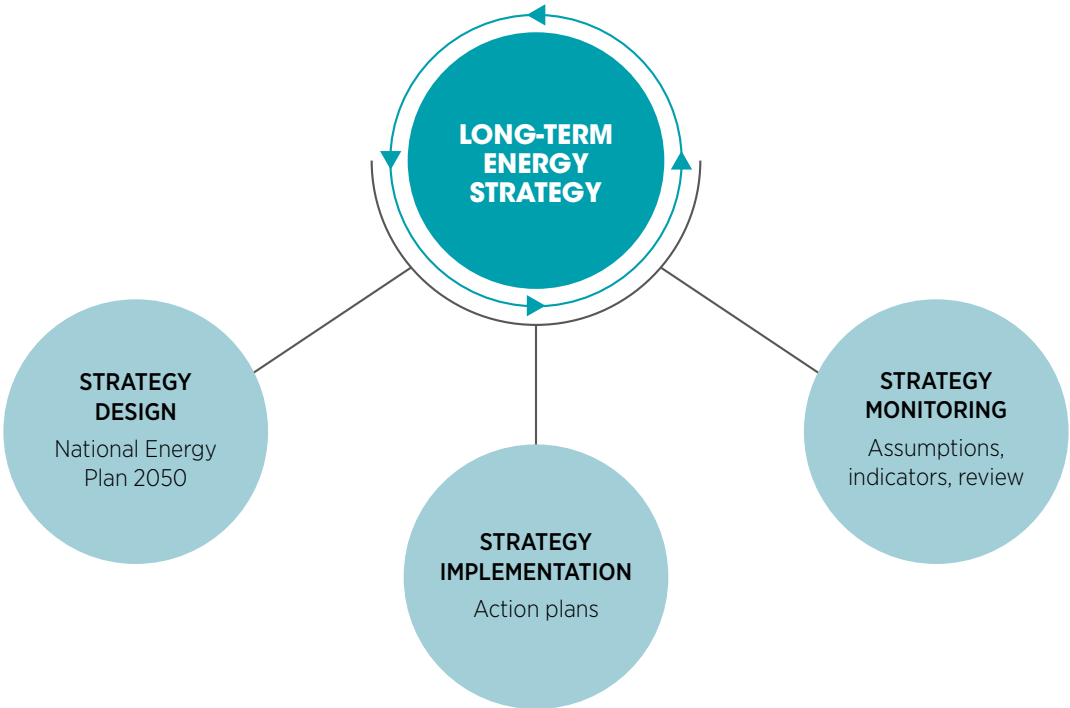 LONG-TERM
ENERGY
STRATEGY
STRATEGY
DESIGN
National Energy
Plan 2050
STRATEGY
IMPLEMENTATION
Action plans
STRATEGY
MONITORING
Assumptions,
indicators, review